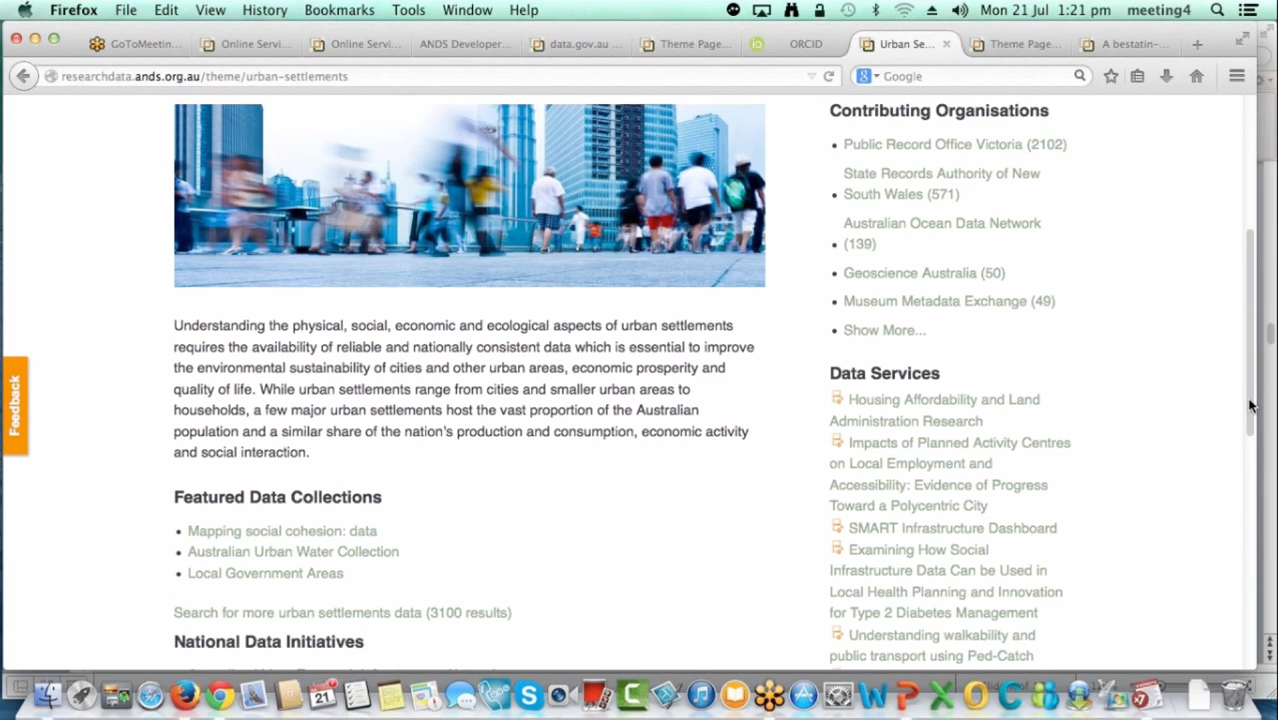 Firefox File Edit View History Bookmarks Tools Window Help Mon 21 Jul 1:21 pm meeting4
GoToMeetin... Online Servi... Online Servi... ANDS Developer... data.gov.au ... Theme Page... ORCID Urban Se... Theme Page... A bestatin-...
researchdata.ands.org.au/theme/urban-settlements
Google
Understanding the physical, social, economic and ecological aspects of urban settlements
requires the availability of reliable and nationally consistent data which is essential to improve
the environmental sustainability of cities and other urban areas, economic prosperity and
quality of life. While urban settlements range from cities and smaller urban areas to
households, a few major urban settlements host the vast proportion of the Australian
population and a similar share of the nation's production and consumption, economic activity
and social interaction.
Featured Data Collections
• Mapping social cohesion: data
• Australian Urban Water Collection
• Local Government Areas
Search for more urban settlements data (3100 results)
National Data Initiatives
Contributing Organisations
• Public Record Office Victoria (2102)
State Records Authority of New
• South Wales (571)
Australian Ocean Data Network
• (139)
• Geoscience Australia (50)
• Museum Metadata Exchange (49)
• Show More...
Data Services
Housing Affordability and Land
Administration Research
Impacts of Planned Activity Centres
on Local Employment and
Accessibility: Evidence of Progress
Toward a Polycentric City
SMART Infrastructure Dashboard
Examining How Social
Infrastructure Data Can be Used in
Local Health Planning and Innovation
for Type 2 Diabetes Management
Understanding walkability and
public transport using Ped-Catch
Feedback
21